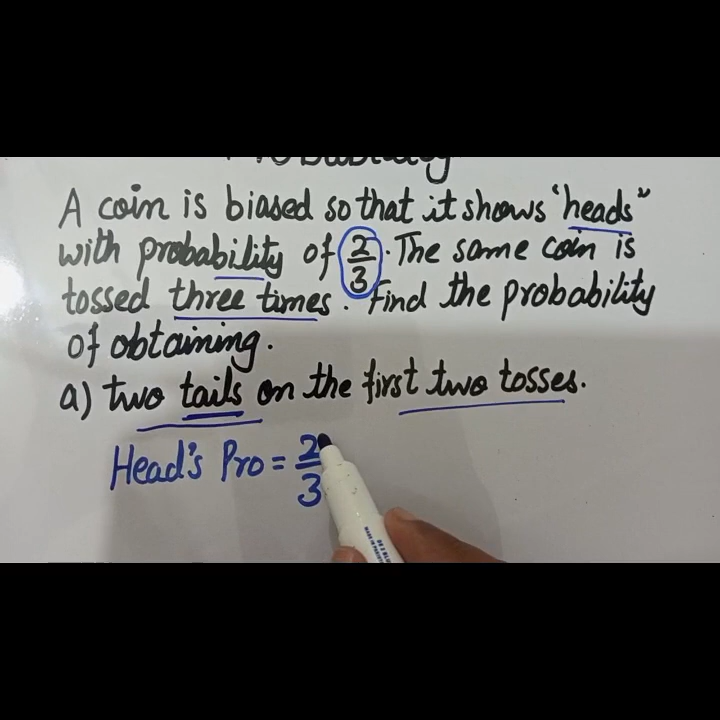 Probability
A coin is biased so that it shows "heads"
with probability of 2/3. The same coin is
tossed three times. Find the probability
of obtaining.
a) two tails on the first two tosses.
Head's Pro = 2/3